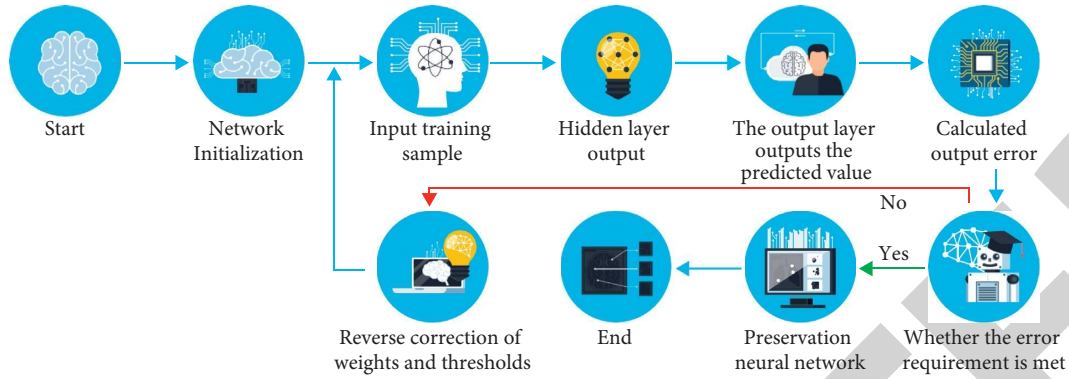 Start
Network
Initialization
Input training
sample
Hidden layer
output
The output layer
outputs the
predicted value
Calculated
output error
No
Yes
Reverse correction of
weights and thresholds
End
Preservation
neural network
Whether the error
requirement is met